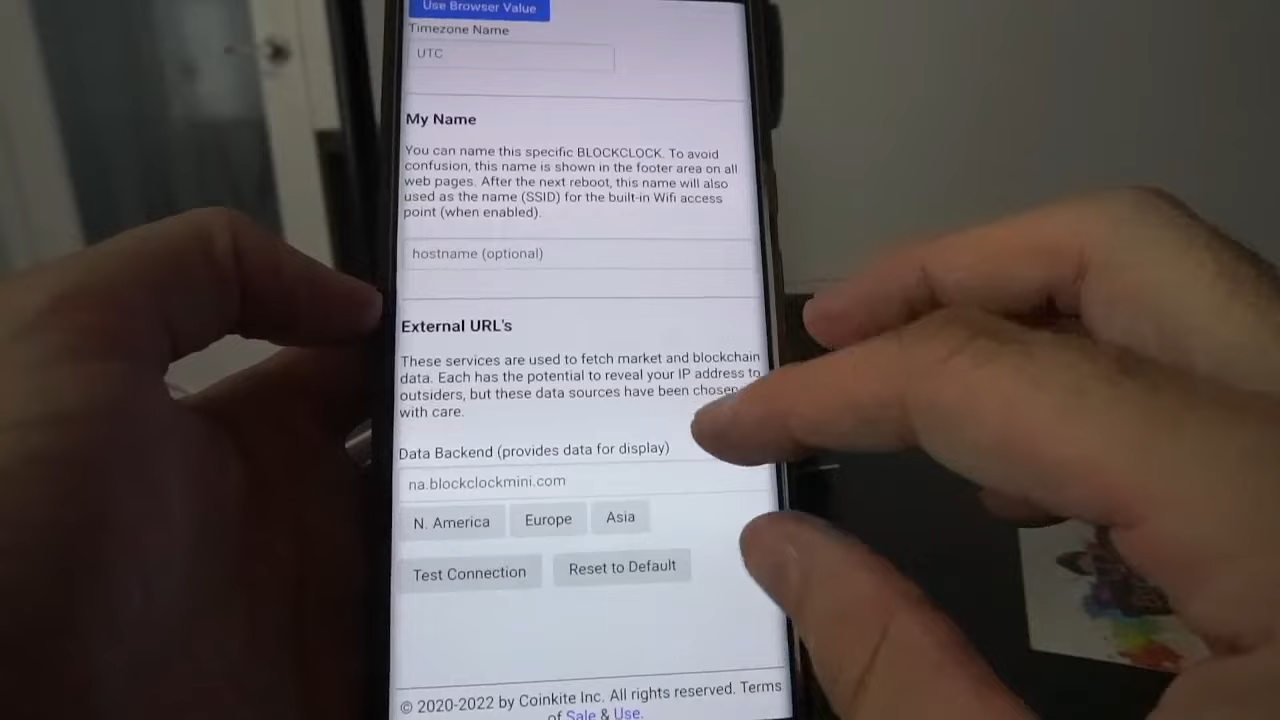 Use Browser Value
Timezone Name
UTC
My Name
You can name this specific BLOCKCLOCK. To avoid
confusion, this name is shown in the footer area on all
web pages. After the next reboot, this name will also
used as the name (SSID) for the built-in Wifi access
point (when enabled).
hostname (optional)
External URL's
These services are used to fetch market and blockchain
data. Each has the potential to reveal your IP address to
outsiders, but these data sources have been chosen
with care.
Data Backend (provides data for display)
na.blockclockmini.com
N. America Europe Asia
Test Connection Reset to Default
© 2020-2022 by Coinkite Inc. All rights reserved. Terms
of Sale & Use.